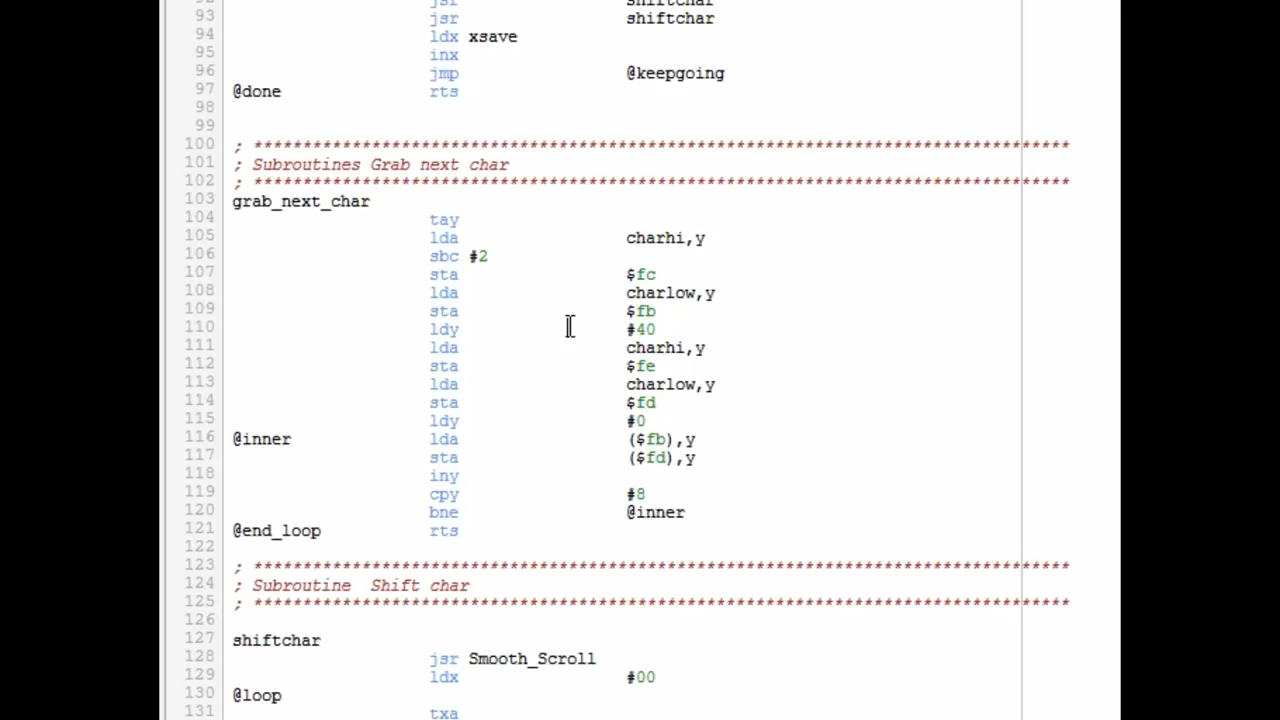 92 jsr shiftchar
93 jsr shiftchar
94 ldx xsave
95 inx
96 jmp @keepgoing
97 @done rts
98
99
100 ; ***********************************************************************************
101 ; Subroutines Grab next char
102 ; ***********************************************************************************
103 grab_next_char
104 tay
105 lda charhi,y
106 sbc #2
107 sta $fc
108 lda charlow,y
109 sta $fb
110 ldy #40
111 lda charhi,y
112 sta $fe
113 lda charlow,y
114 sta $fd
115 ldy #0
116 @inner lda ($fb),y
117 sta ($fd),y
118 iny
119 cpy #8
120 bne @inner
121 @end_loop rts
122
123 ; ***********************************************************************************
124 ; Subroutine  Shift char
125 ; ***********************************************************************************
126
127 shiftchar
128 jsr Smooth_Scroll
129 ldx #00
130 @loop
131 txa